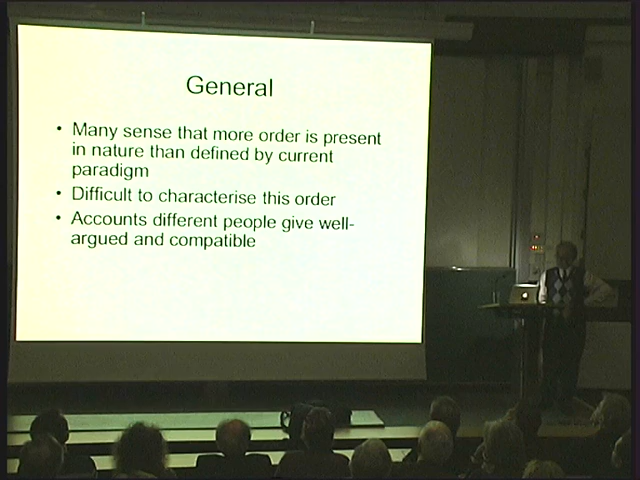 General
• Many sense that more order is present
in nature than defined by current
paradigm
• Difficult to characterise this order
• Accounts different people give well-
argued and compatible